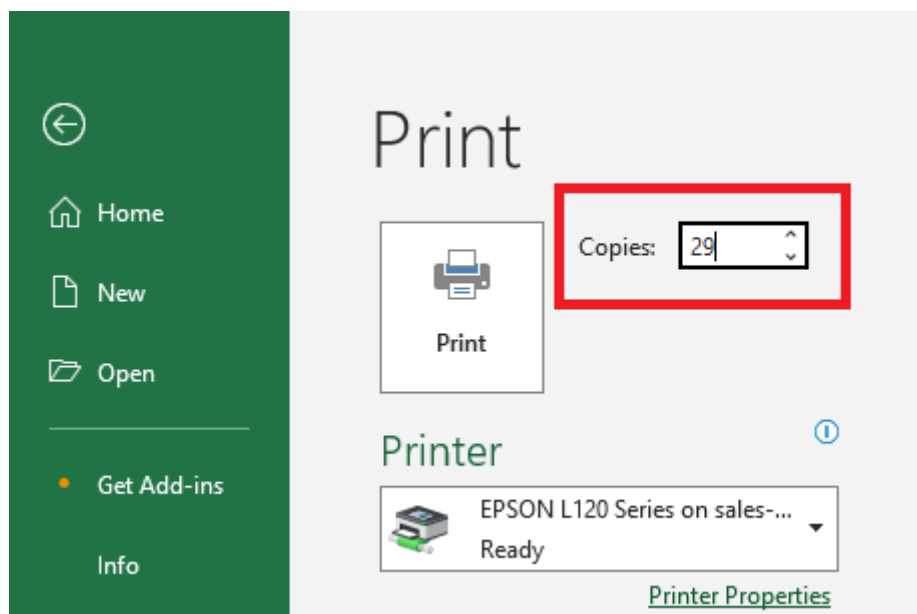 Home
New
Open
Get Add-ins
Info
Print
Copies: 29
Print
Printer
EPSON L120 Series on sales-...
Ready
Printer Properties